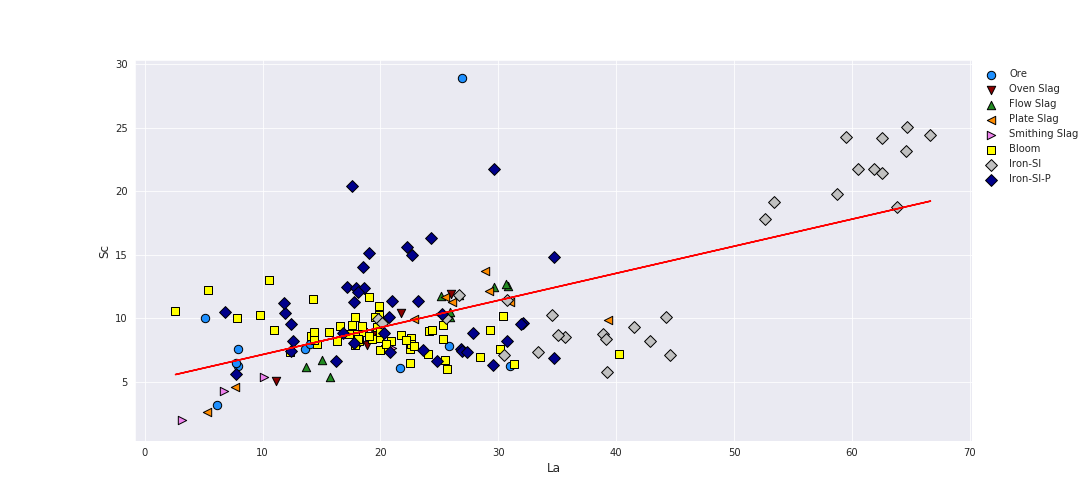 30
25
20
15
10
5
Sc
0
10
20
30
40
50
60
70
La
Ore
Oven Slag
Flow Slag
Plate Slag
Smithing Slag
Bloom
Iron-SI
Iron-SI-P